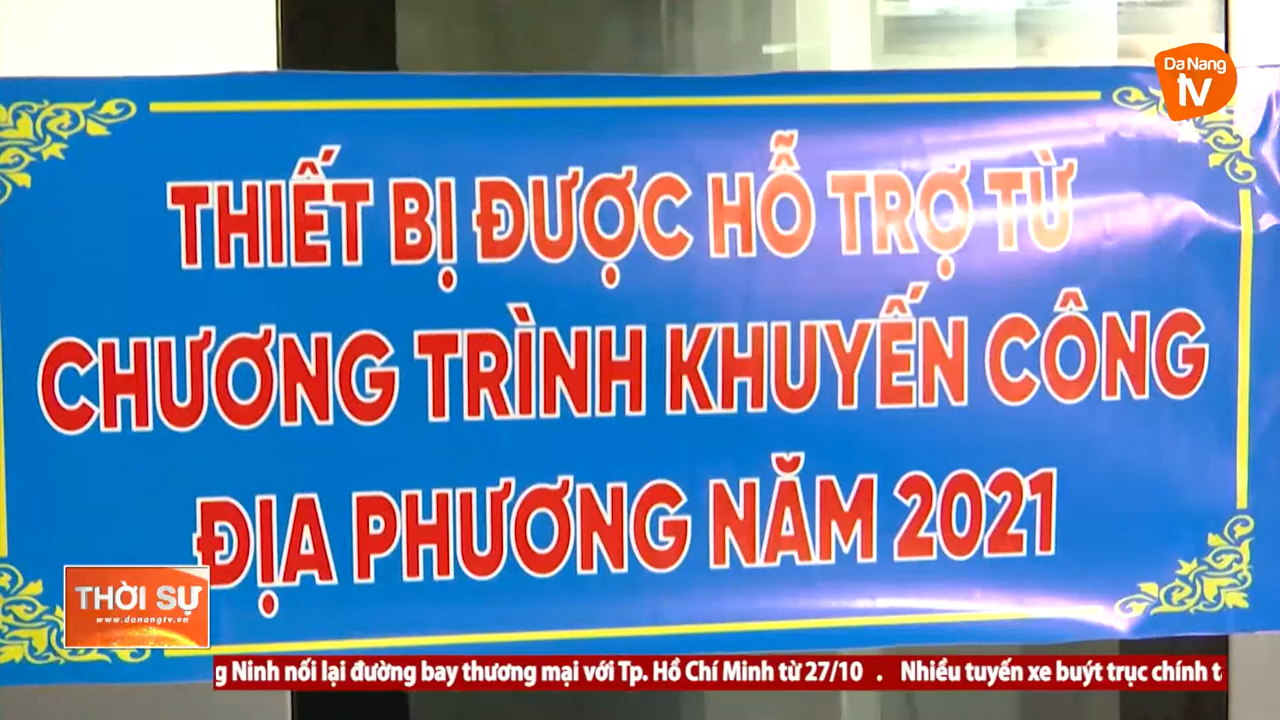 Da Nang
tv
THIẾT BỊ ĐƯỢC HỖ TRỢ TỪ
CHƯƠNG TRÌNH KHUYẾN CÔNG
ĐỊA PHƯƠNG NĂM 2021
THỜI SỰ
www.danangtv.vn
Ninh nối lại đường bay thương mại với Tp. Hồ Chí Minh từ 27/10 . Nhiều tuyến xe buýt trục chính